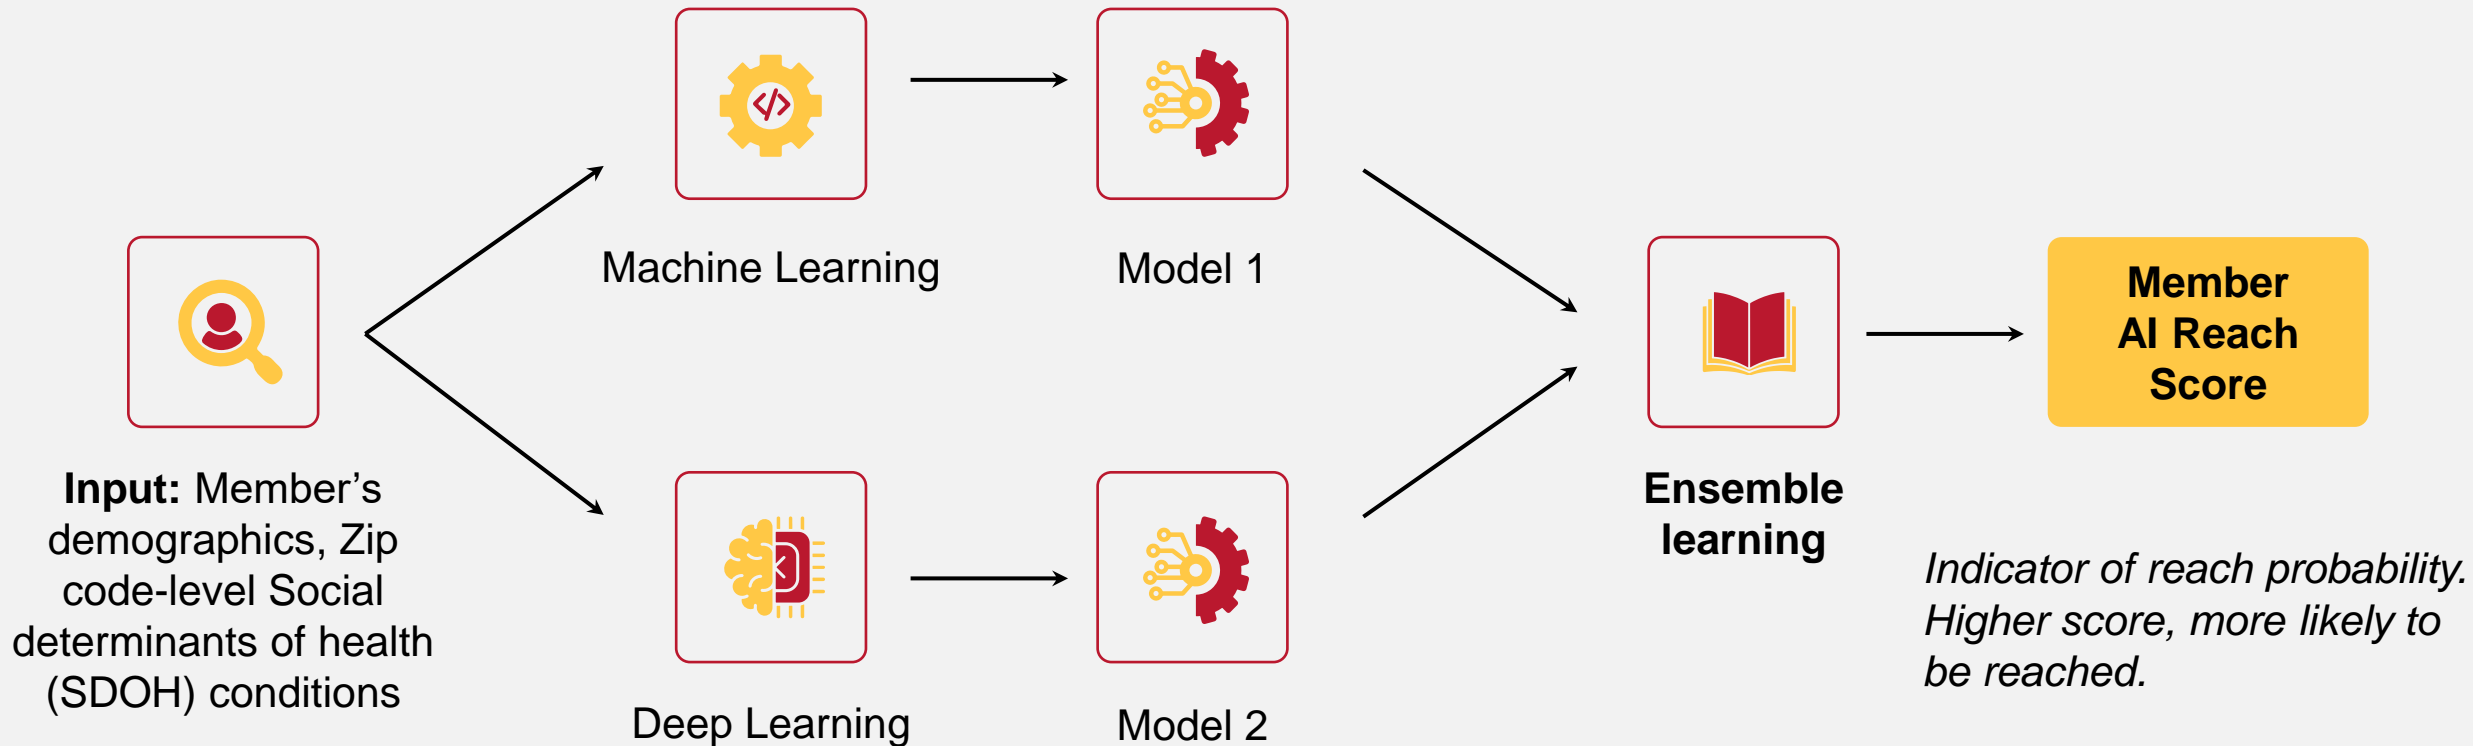 Machine Learning
Model 1
Input: Member’s
demographics, Zip
code-level Social
determinants of health
(SDOH) conditions
Deep Learning
Model 2
Ensemble
learning
Member
AI Reach
Score
Indicator of reach probability.
Higher score, more likely to
be reached.